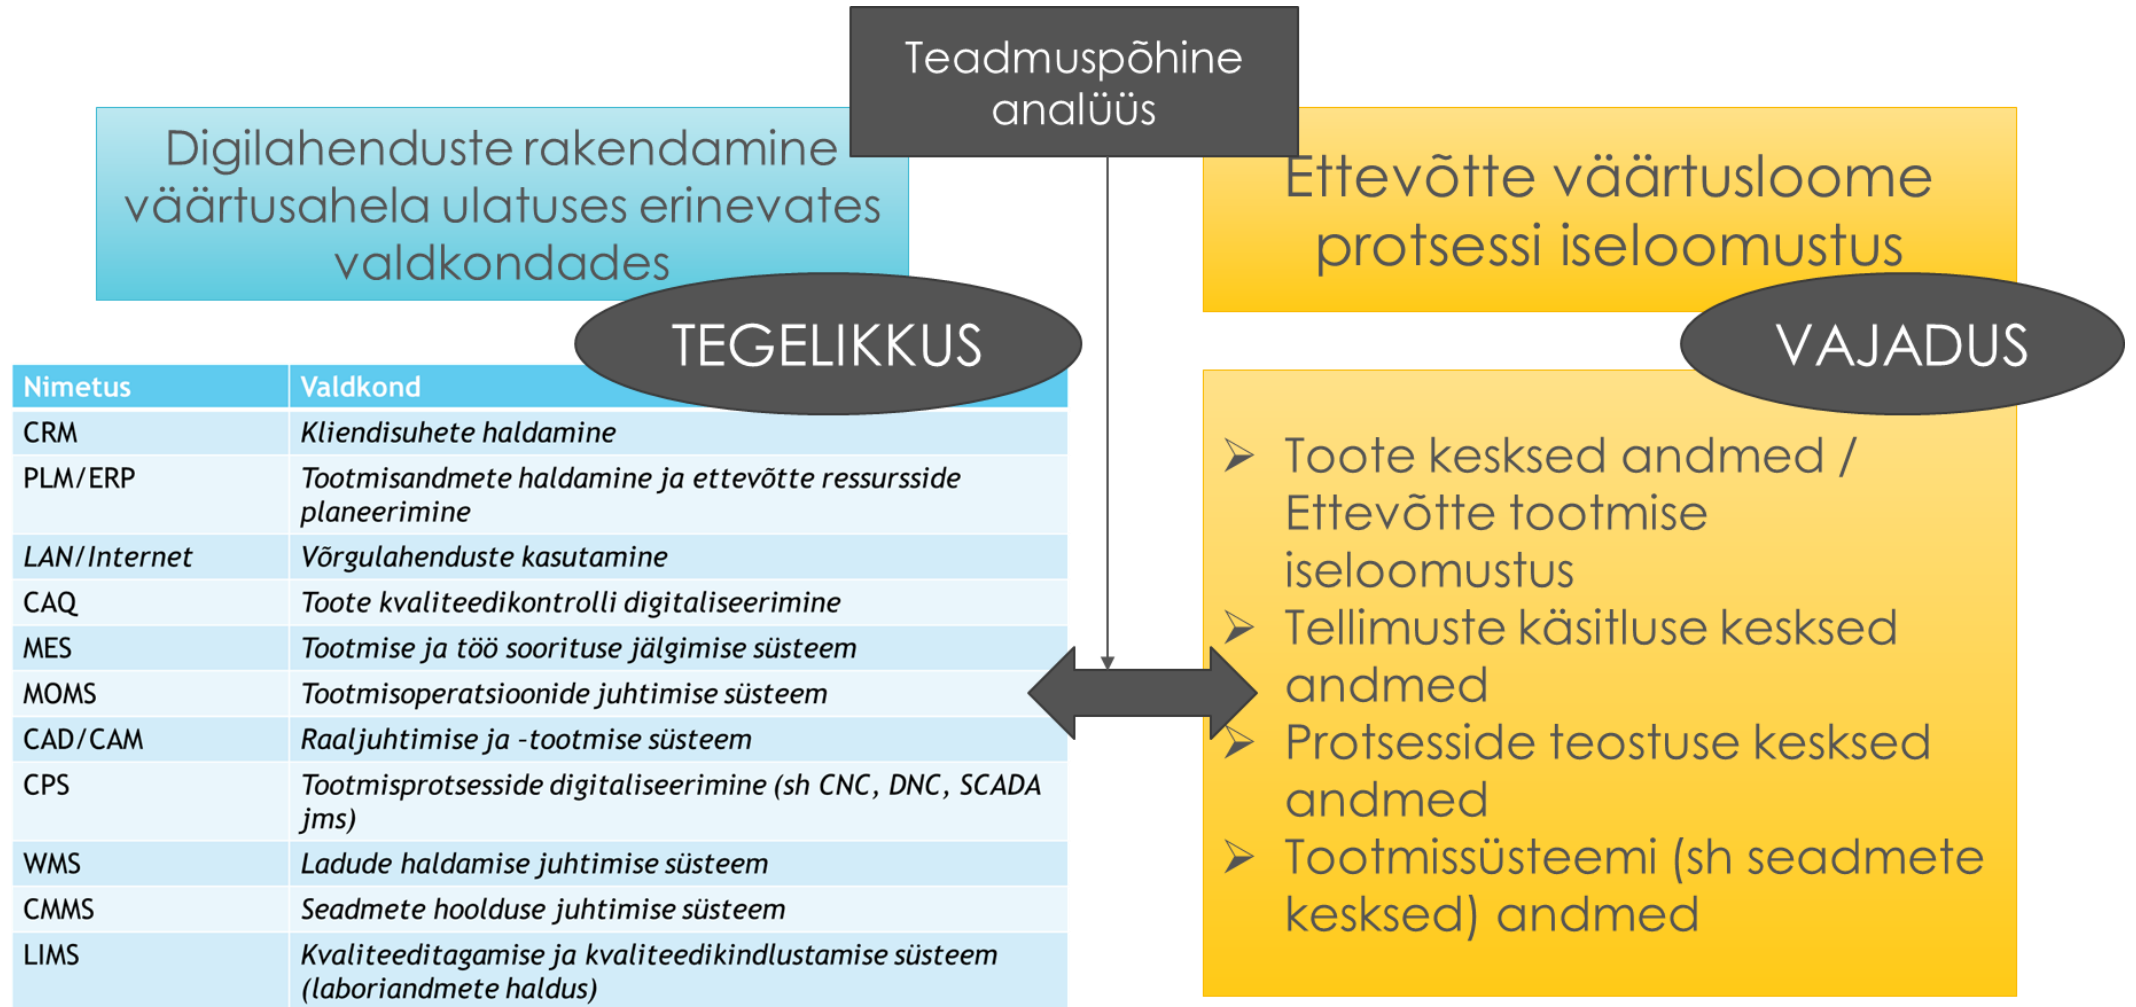 Teadmuspõhine
analüüs
Digilahenduste rakendamine
väärtusahela ulatuses erinevates
valdkondades
Ettevõtte väärtusloome
protsessi iseloomustus
TEGELIKKUS
VAJADUS
Nimetus Valdkond
CRM Kliendisuhete haldamine
PLM/ERP Tootmisandmete haldamine ja ettevõtte ressursside
planeerimine
LAN/Internet Võrgulahenduste kasutamine
CAQ Toote kvaliteedikontrolli digitaliseerimine
MES Tootmise ja töö soorituse jälgimise süsteem
MOMS Tootmisoperatsioonide juhtimise süsteem
CAD/CAM Raaljuhtimise ja –tootmise süsteem
CPS Tootmisprotsesside digitaliseerimine (sh CNC, DNC, SCADA
jms)
WMS Ladude haldamise juhtimise süsteem
CMMS Seadmete hoolduse juhtimise süsteem
LIMS Kvaliteeditagamise ja kvaliteedikindlustamise süsteem
(laboriandmete haldus)
➢ Toote kesksed andmed /
Ettevõtte tootmise
iseloomustus
➢ Tellimuste käsitluse kesksed
andmed
➢ Protsesside teostuse kesksed
andmed
➢ Tootmissüsteemi (sh seadmete
kesksed) andmed